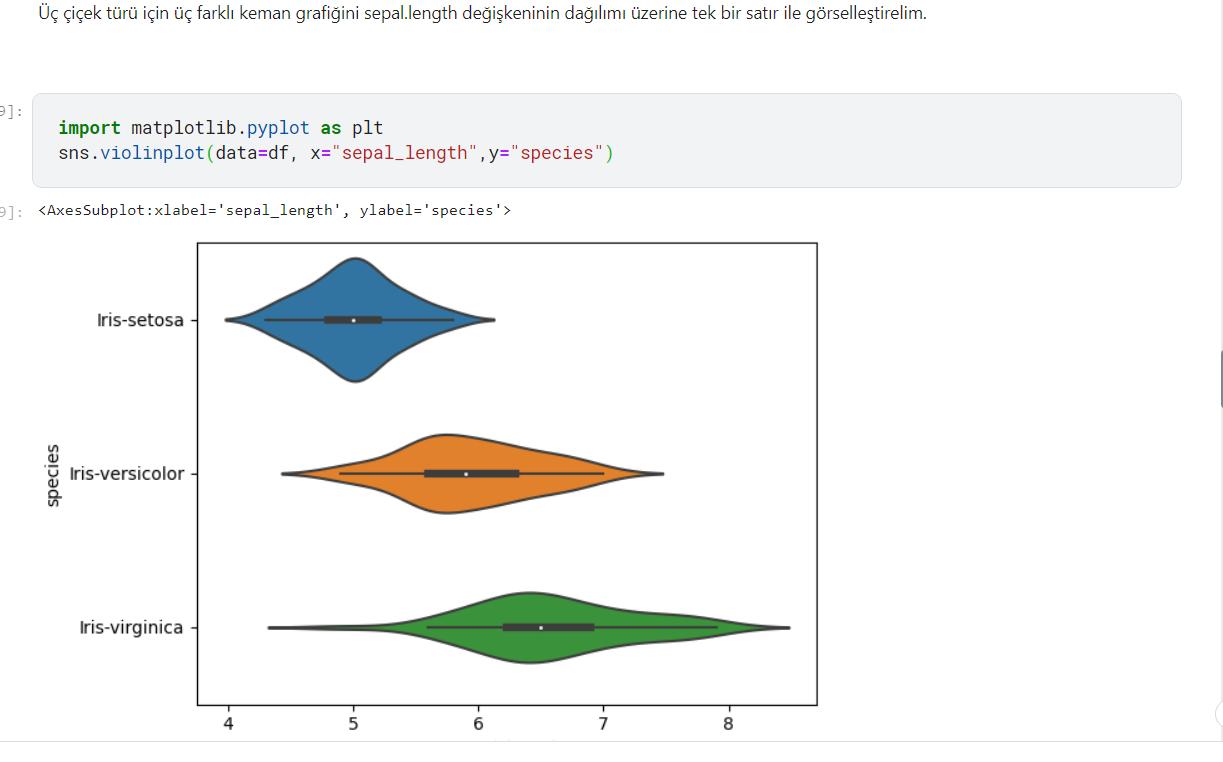 Üç çiçek türü için üç farklı keman grafiğini sepal.length değişkeninin dağılımı üzerine tek bir satır ile görselleştirelim.
9]:
import matplotlib.pyplot as plt
sns.violinplot(data=df, x="sepal_length",y="species")
9]:
<AxesSubplot:xlabel='sepal_length', ylabel='species'>
Iris-setosa
species
Iris-versicolor
Iris-virginica
4 5 6 7 8